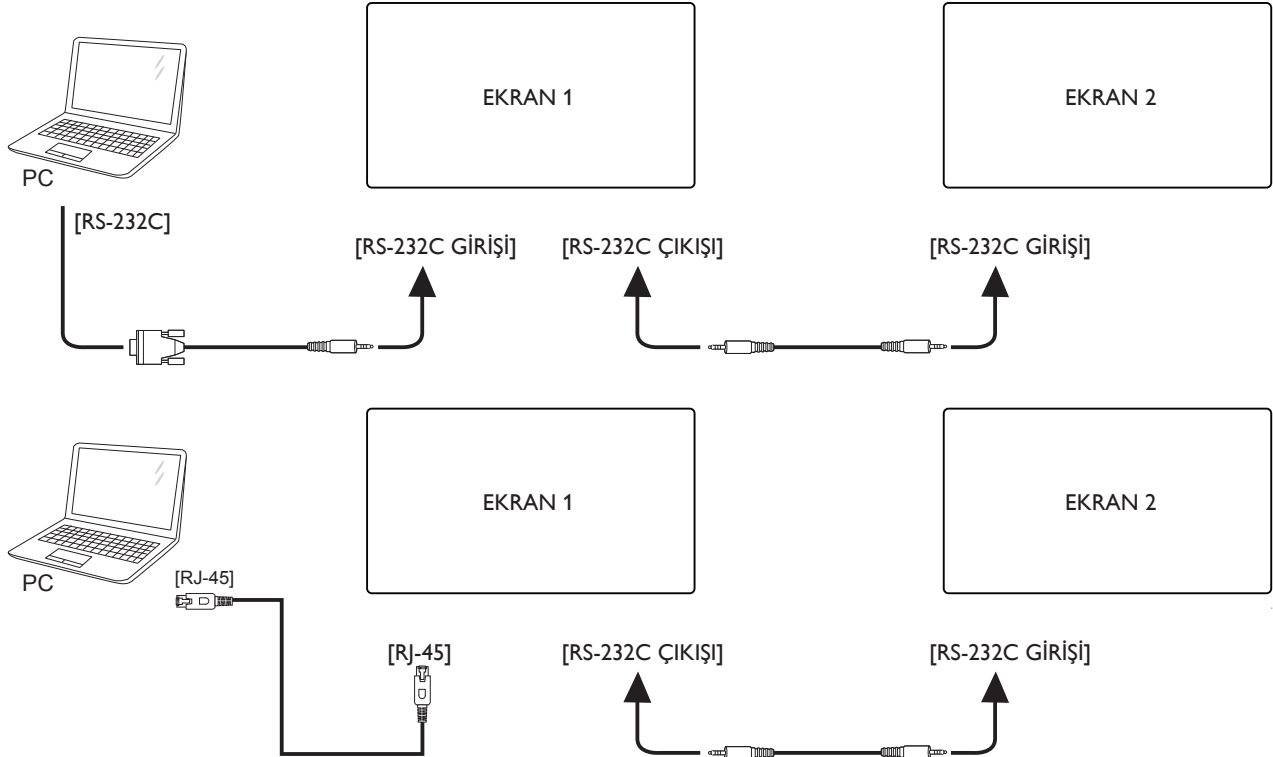 EKRAN 1
EKRAN 2
PC
[RS-232C]
[RS-232C GİRİŞİ]
[RS-232C ÇIKIŞI]
[RS-232C GİRİŞİ]
EKRAN 1
EKRAN 2
PC
[RJ-45]
[RJ-45]
[RS-232C ÇIKIŞI]
[RS-232C GİRİŞİ]